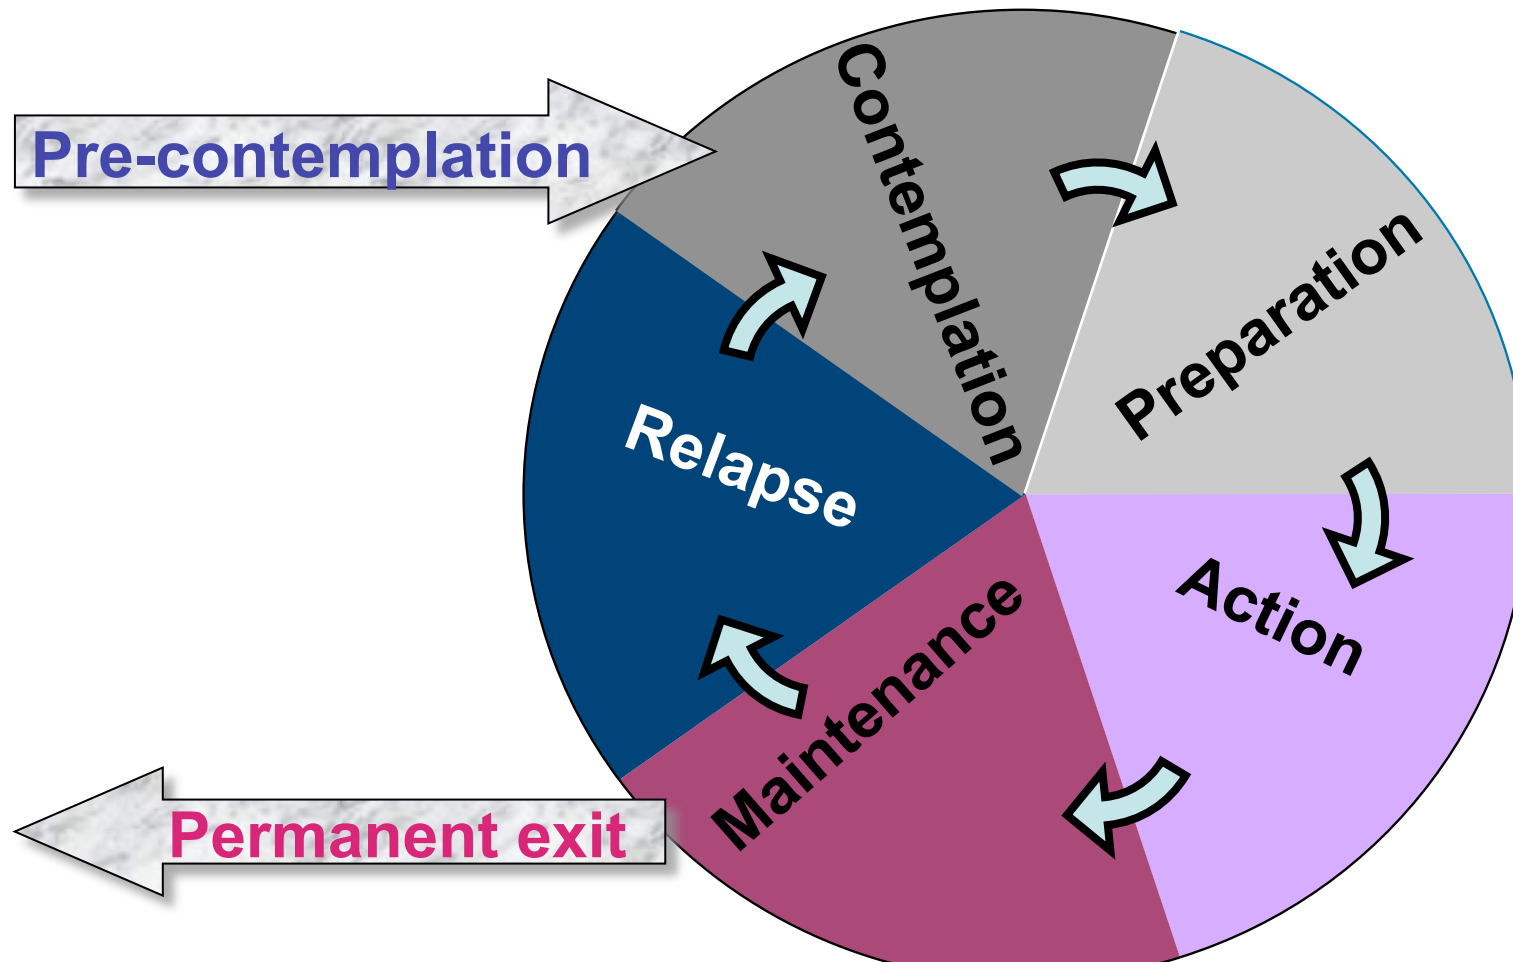 Pre-contemplation
Contemplation
Preparation
Action
Maintenance
Relapse
Permanent exit